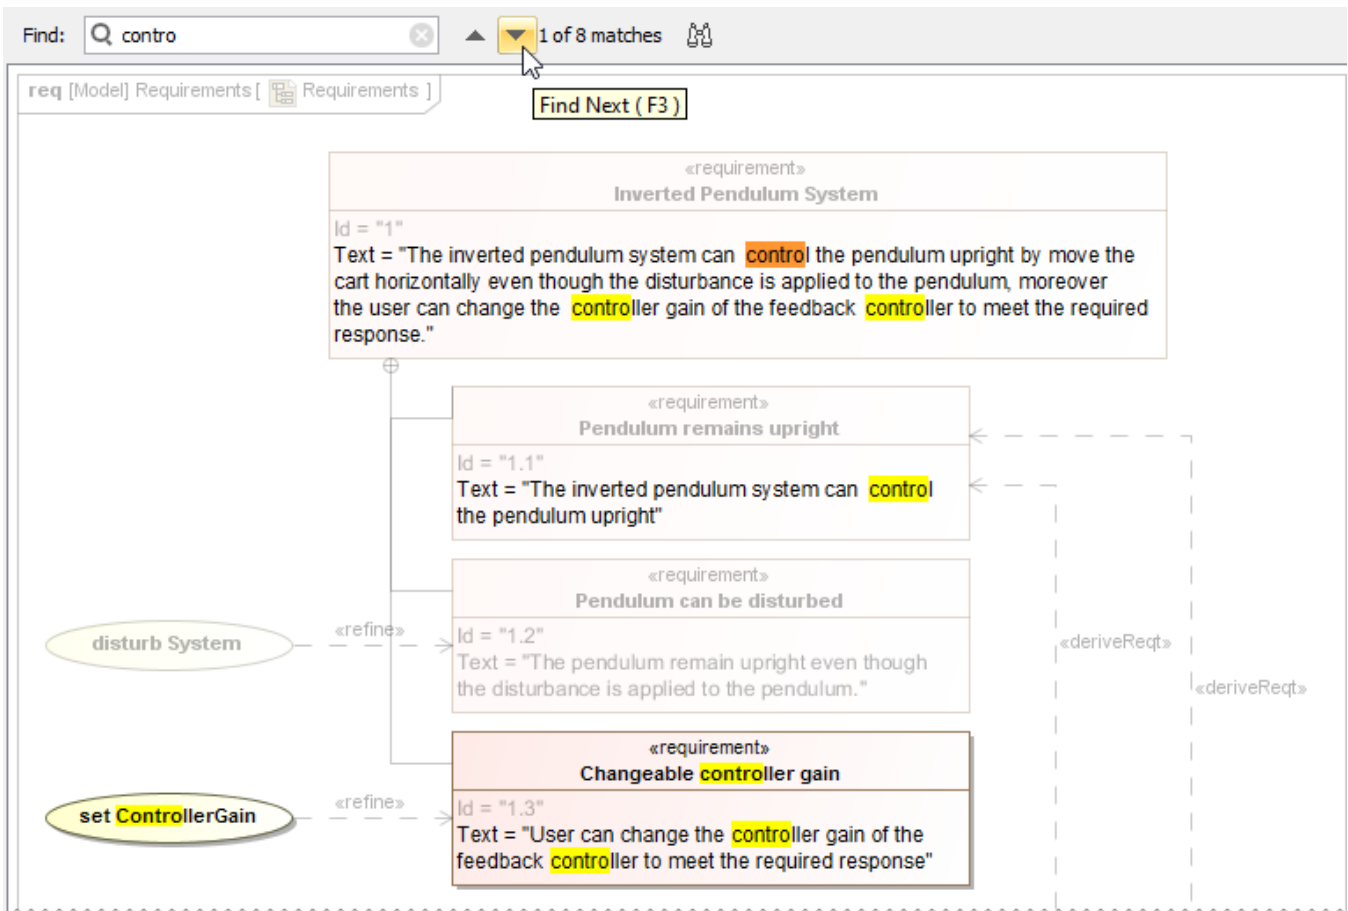 Find: contro 1 of 8 matches
req [Model] Requirements [ Requirements ]
Find Next ( F3 )
«requirement»
Inverted Pendulum System
Id = "1"
Text = "The inverted pendulum system can control the pendulum upright by move the
cart horizontally even though the disturbance is applied to the pendulum, moreover
the user can change the controller gain of the feedback controller to meet the required
response."
«requirement»
Pendulum remains upright
Id = "1.1"
Text = "The inverted pendulum system can control
the pendulum upright"
«requirement»
Pendulum can be disturbed
Id = "1.2"
Text = "The pendulum remain upright even though
the disturbance is applied to the pendulum."
disturb System
«refine»
«deriveReqt»
«deriveReqt»
«requirement»
Changeable controller gain
Id = "1.3"
Text = "User can change the controller gain of the
feedback controller to meet the required response"
set ControllerGain
«refine»